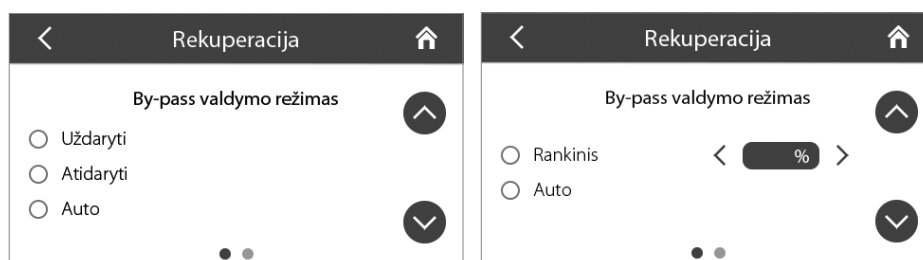 Rekuperacija
By-pass valdymo režimas
Uždaryti
Atidaryti
Auto
Rekuperacija
By-pass valdymo režimas
Rankinis %
Auto